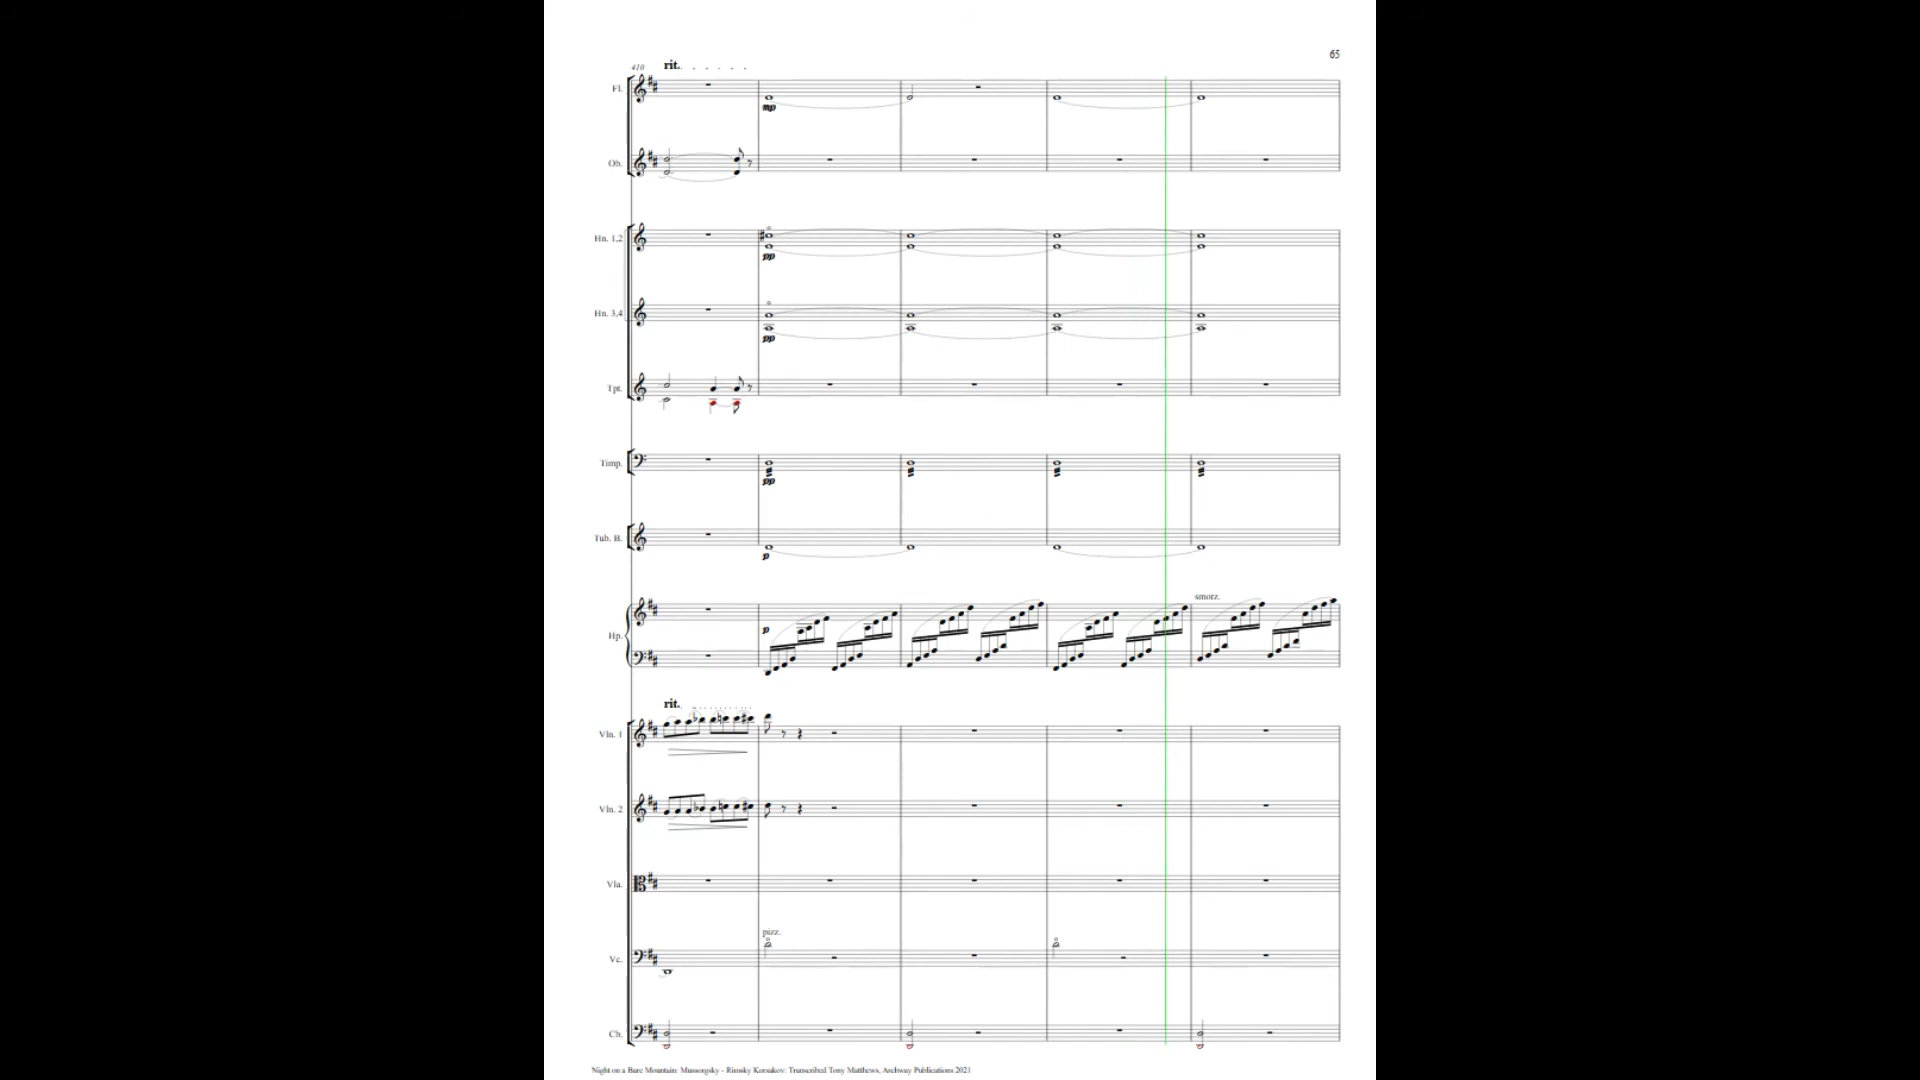 65
410
rit.
Fl.
mp
Ob.
Hn. 1,2
pp
Hn. 3,4
pp
Tpt.
Timp.
pp
Tub. B.
p
smorz.
Hp.
p
rit.
Vln. 1
Vln. 2
Vla.
pizz.
Vc.
Cb.
Night on a Bare Mountain: Mussorgsky - Rimsky Korsakov: Transcribed Tony Matthews, Archway Publications 2021